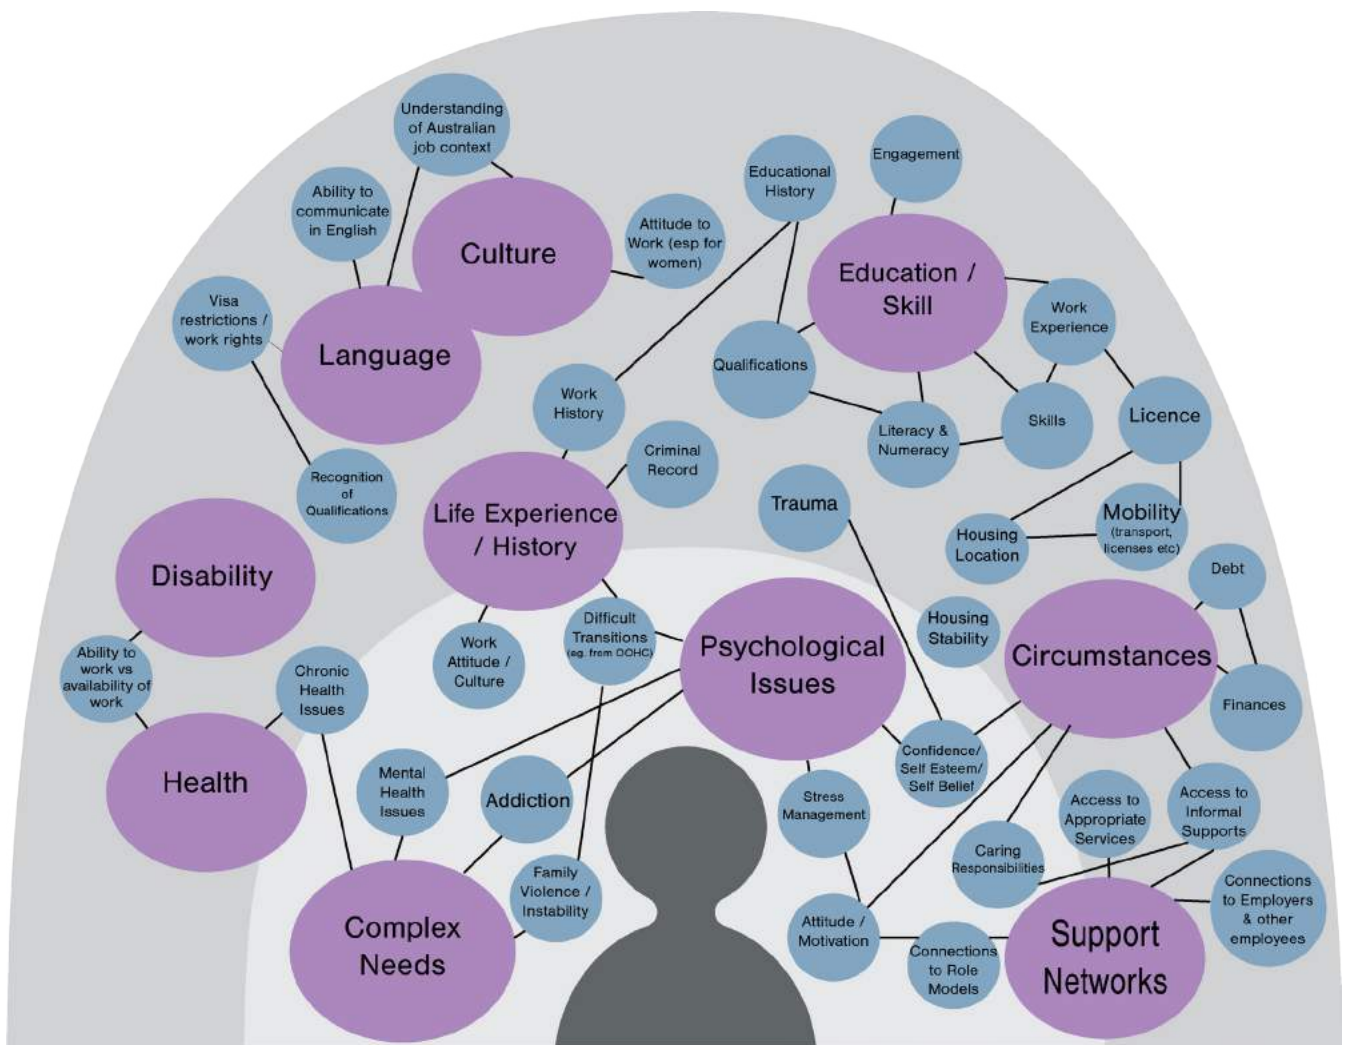 Understanding
of Australian
job context
Ability to
communicate
in English
Culture
Attitude to
Work (esp for
women)
Visa
restrictions /
work rights
Language
Recognition
of
Qualifications
Educational
History
Engagement
Education /
Skill
Work
Experience
Qualifications
Literacy &
Numeracy
Skills
Licence
Work
History
Criminal
Record
Life Experience
/ History
Trauma
Housing
Location
Mobility
(transport,
licenses etc)
Disability
Ability to
work vs
availability of
work
Chronic
Health
Issues
Health
Work
Attitude /
Culture
Difficult
Transitions
(eg. from OOHC)
Psychological
Issues
Housing
Stability
Circumstances
Debt
Finances
Mental
Health
Issues
Addiction
Family
Violence /
Instability
Complex
Needs
Confidence/
Self Esteem/
Self Belief
Stress
Management
Access to
Appropriate
Services
Access to
Informal
Supports
Caring
Responsibilities
Connections
to Employers
& other
employees
Attitude /
Motivation
Connections
to Role
Models
Support
Networks